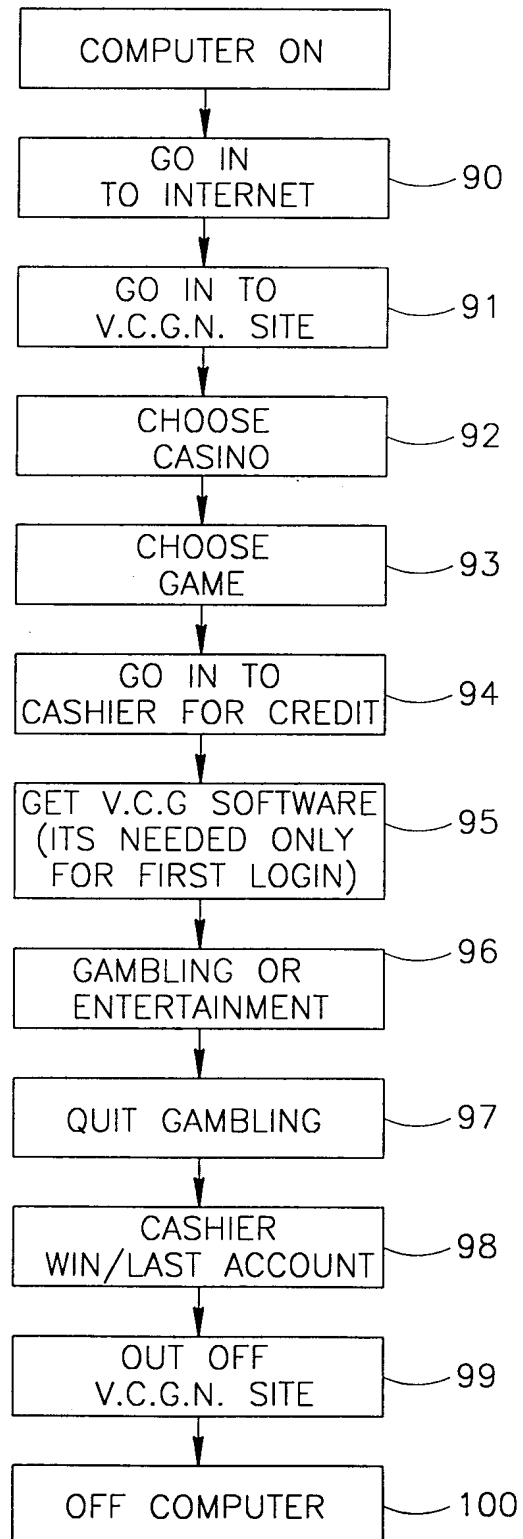 COMPUTER ON
GO IN
TO INTERNET
90
GO IN TO
V.C.G.N. SITE
91
CHOOSE
CASINO
92
CHOOSE
GAME
93
GO IN TO
CASHIER FOR CREDIT
94
GET V.C.G SOFTWARE
(ITS NEEDED ONLY
FOR FIRST LOGIN)
95
GAMBLING OR
ENTERTAINMENT
96
QUIT GAMBLING
97
CASHIER
WIN/LAST ACCOUNT
98
OUT OFF
V.C.G.N. SITE
99
OFF COMPUTER
100